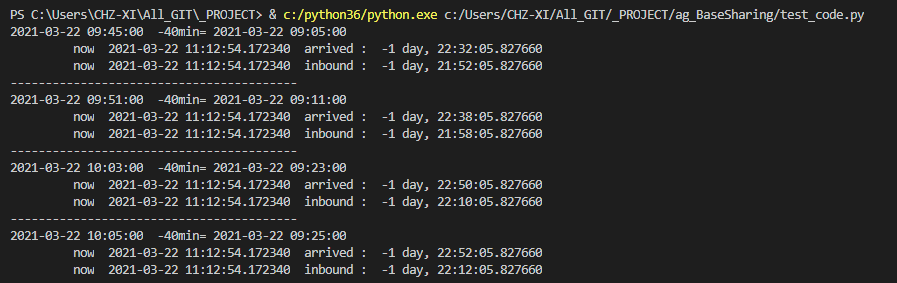 PS C:\Users\CHZ-XI\All_GIT\_PROJECT> & c:/python36/python.exe c:/Users/CHZ-XI/All_GIT/_PROJECT/ag_BaseSharing/test_code.py
2021-03-22 09:45:00  -40min= 2021-03-22 09:05:00
         now  2021-03-22 11:12:54.172340  arrived :  -1 day, 22:32:05.827660
         now  2021-03-22 11:12:54.172340  inbound :  -1 day, 21:52:05.827660
-----------------------------------------
2021-03-22 09:51:00  -40min= 2021-03-22 09:11:00
         now  2021-03-22 11:12:54.172340  arrived :  -1 day, 22:38:05.827660
         now  2021-03-22 11:12:54.172340  inbound :  -1 day, 21:58:05.827660
-----------------------------------------
2021-03-22 10:03:00  -40min= 2021-03-22 09:23:00
         now  2021-03-22 11:12:54.172340  arrived :  -1 day, 22:50:05.827660
         now  2021-03-22 11:12:54.172340  inbound :  -1 day, 22:10:05.827660
-----------------------------------------
2021-03-22 10:05:00  -40min= 2021-03-22 09:25:00
         now  2021-03-22 11:12:54.172340  arrived :  -1 day, 22:52:05.827660
         now  2021-03-22 11:12:54.172340  inbound :  -1 day, 22:12:05.827660